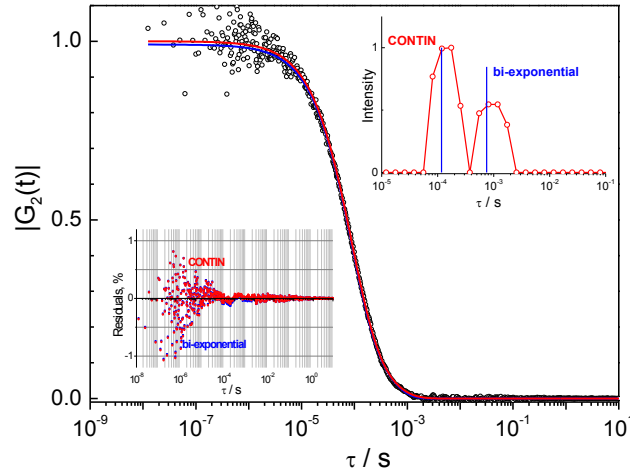 |G₂(t)|
1.0
0.5
0.0
10⁻⁹ 10⁻⁷ 10⁻⁵ 10⁻³ 10⁻¹ 10¹
τ / s
CONTIN
bi-exponential
Intensity
1
0
10⁻⁵ 10⁻⁴ 10⁻³ 10⁻² 10⁻¹
τ / s
Residuals, %
1
0
-1
CONTIN
bi-exponential
10⁻⁸ 10⁻⁶ 10⁻⁴ 10⁻² 10⁰
τ / s